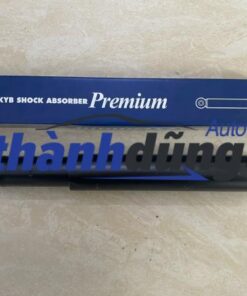 KYB SHOCK ABSORBER Premium
Auto
thànhdũng